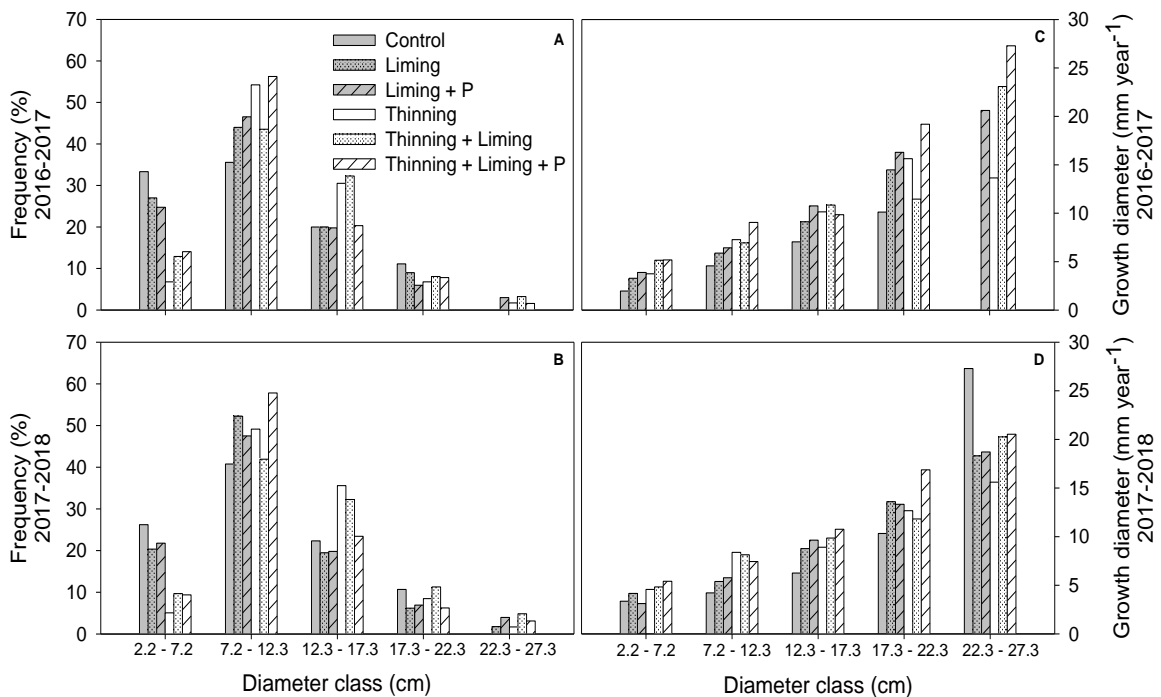 70
60
50
40
30
20
10
0
Frequency (%)
2016-2017
A
Control
Liming
Liming + P
Thinning
Thinning + Liming
Thinning + Liming + P
C
30
25
20
15
10
5
0
Growth diameter (mm year-1)
2016-2017
70
60
50
40
30
20
10
0
Frequency (%)
2017-2018
B
D
30
25
20
15
10
5
0
Growth diameter (mm year-1)
2017-2018
2.2 - 7.2 7.2 - 12.3 12.3 - 17.3 17.3 - 22.3 22.3 - 27.3
Diameter class (cm)
2.2 - 7.2 7.2 - 12.3 12.3 - 17.3 17.3 - 22.3 22.3 - 27.3
Diameter class (cm)